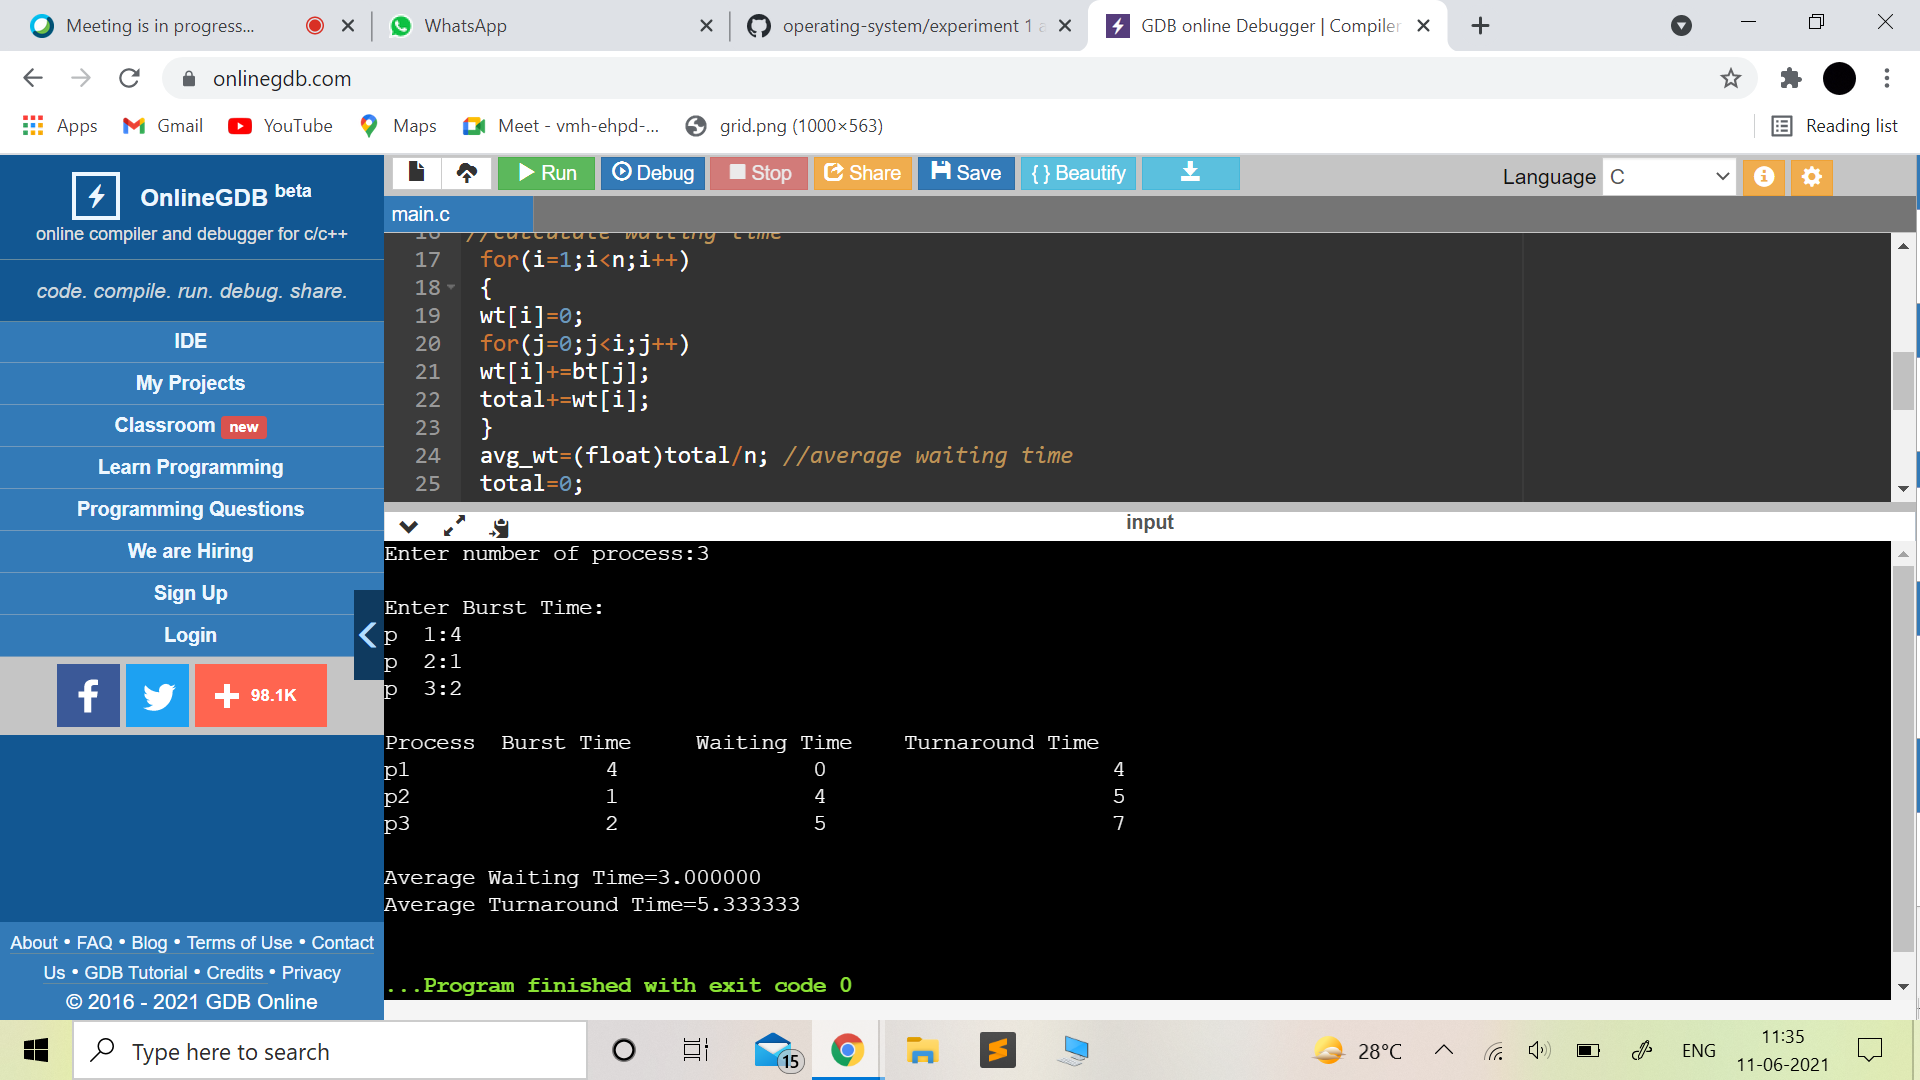 Meeting is in progress...
WhatsApp
operating-system/experiment 1 a
GDB online Debugger | Compiler
onlinegdb.com
Apps
Gmail
YouTube
Maps
Meet - vmh-ehpd-...
grid.png (1000×563)
Reading list
OnlineGDB beta
online compiler and debugger for c/c++
code. compile. run. debug. share.
IDE
My Projects
Classroom new
Learn Programming
Programming Questions
We are Hiring
Sign Up
Login
f
+ 98.1K
About • FAQ • Blog • Terms of Use • Contact
Us • GDB Tutorial • Credits • Privacy
© 2016 - 2021 GDB Online
Run
Debug
Stop
Share
Save
{ } Beautify
Language C
main.c
16 //calculate waiting time
17 for(i=1;i<n;i++)
18 {
19 wt[i]=0;
20 for(j=0;j<i;j++)
21 wt[i]+=bt[j];
22 total+=wt[i];
23 }
24 avg_wt=(float)total/n; //average waiting time
25 total=0;
input
Enter number of process:3
Enter Burst Time:
p 1:4
p 2:1
p 3:2
Process Burst Time Waiting Time Turnaround Time
p1 4 0 4
p2 1 4 5
p3 2 5 7
Average Waiting Time=3.000000
Average Turnaround Time=5.333333
...Program finished with exit code 0
Type here to search
15
28°C
ENG
11:35
11-06-2021